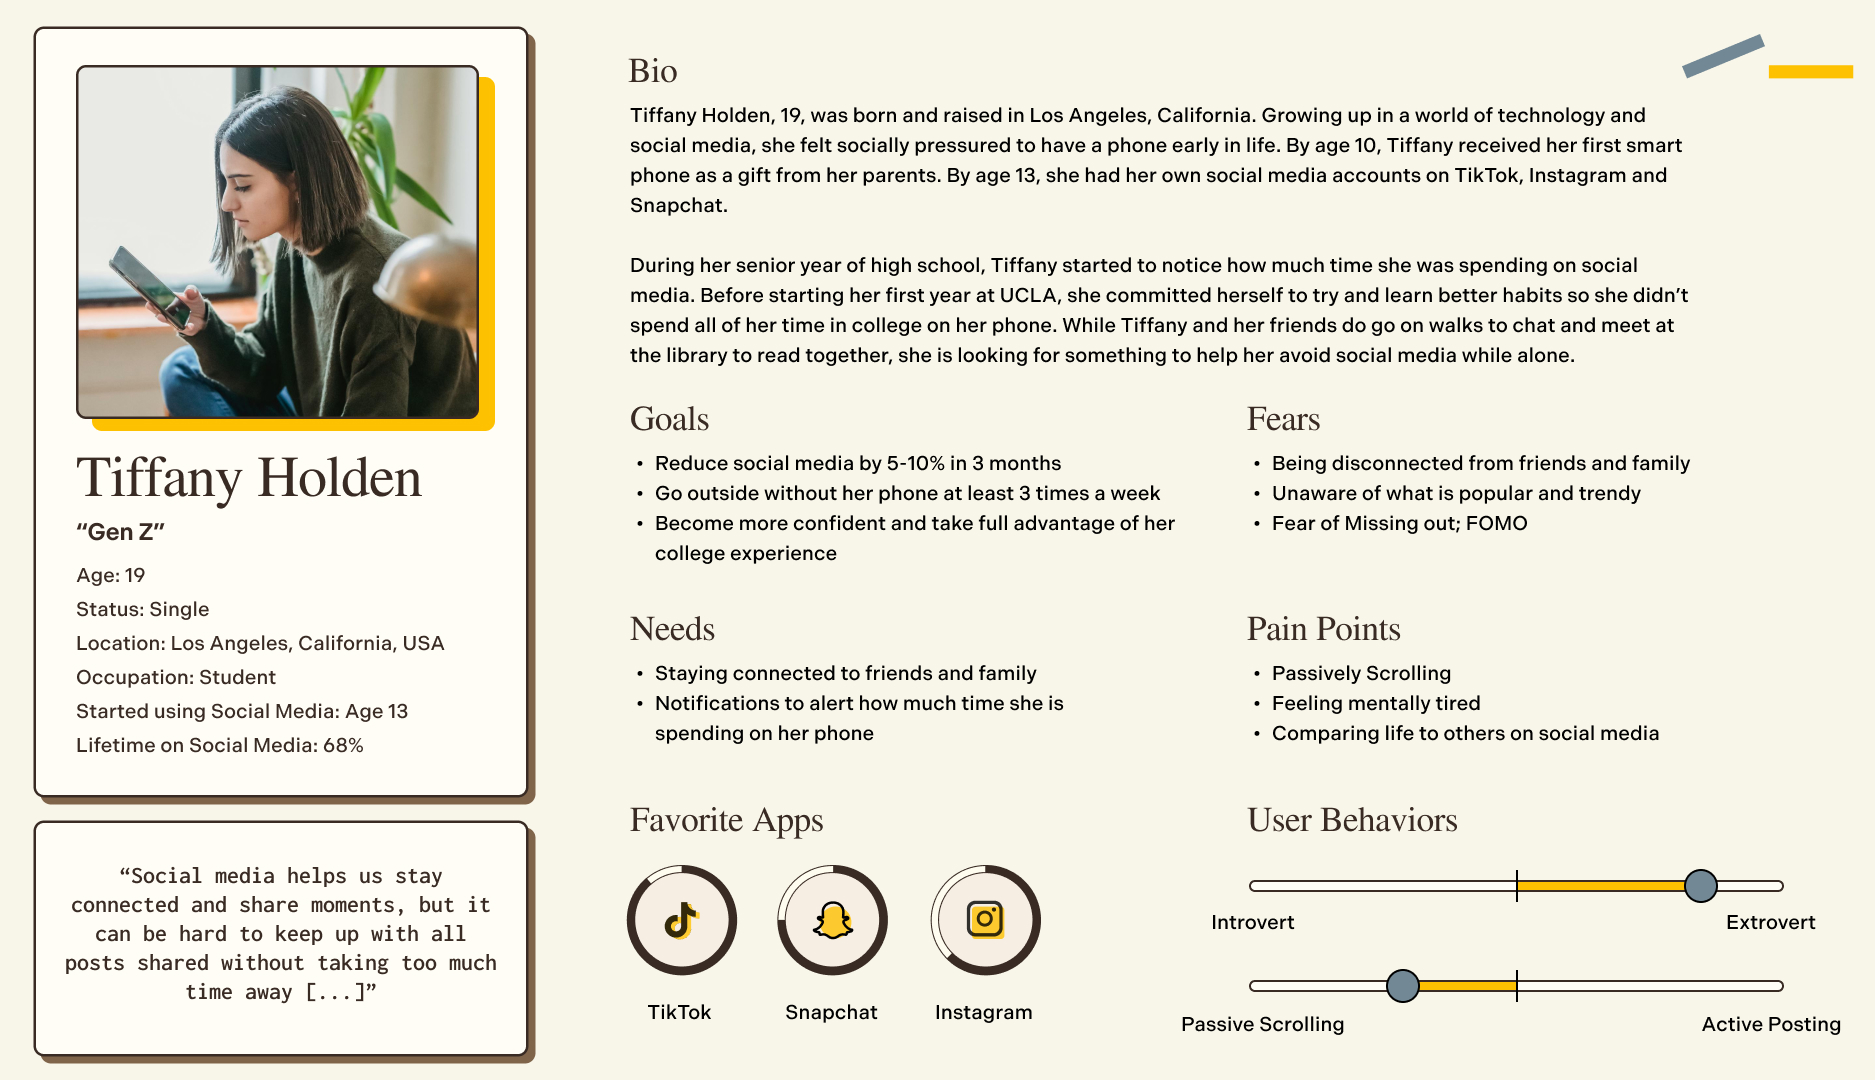 Tiffany Holden
“Gen Z”
Age: 19
Status: Single
Location: Los Angeles, California, USA
Occupation: Student
Started using Social Media: Age 13
Lifetime on Social Media: 68%
“Social media helps us stay
connected and share moments, but it
can be hard to keep up with all
posts shared without taking too much
time away [...]”
Bio
Tiffany Holden, 19, was born and raised in Los Angeles, California. Growing up in a world of technology and
social media, she felt socially pressured to have a phone early in life. By age 10, Tiffany received her first smart
phone as a gift from her parents. By age 13, she had her own social media accounts on TikTok, Instagram and
Snapchat.
During her senior year of high school, Tiffany started to notice how much time she was spending on social
media. Before starting her first year at UCLA, she committed herself to try and learn better habits so she didn’t
spend all of her time in college on her phone. While Tiffany and her friends do go on walks to chat and meet at
the library to read together, she is looking for something to help her avoid social media while alone.
Goals
• Reduce social media by 5-10% in 3 months
• Go outside without her phone at least 3 times a week
• Become more confident and take full advantage of her
college experience
Fears
• Being disconnected from friends and family
• Unaware of what is popular and trendy
• Fear of Missing out; FOMO
Needs
• Staying connected to friends and family
• Notifications to alert how much time she is
spending on her phone
Pain Points
• Passively Scrolling
• Feeling mentally tired
• Comparing life to others on social media
Favorite Apps
TikTok
Snapchat
Instagram
User Behaviors
Introvert
Extrovert
Passive Scrolling
Active Posting